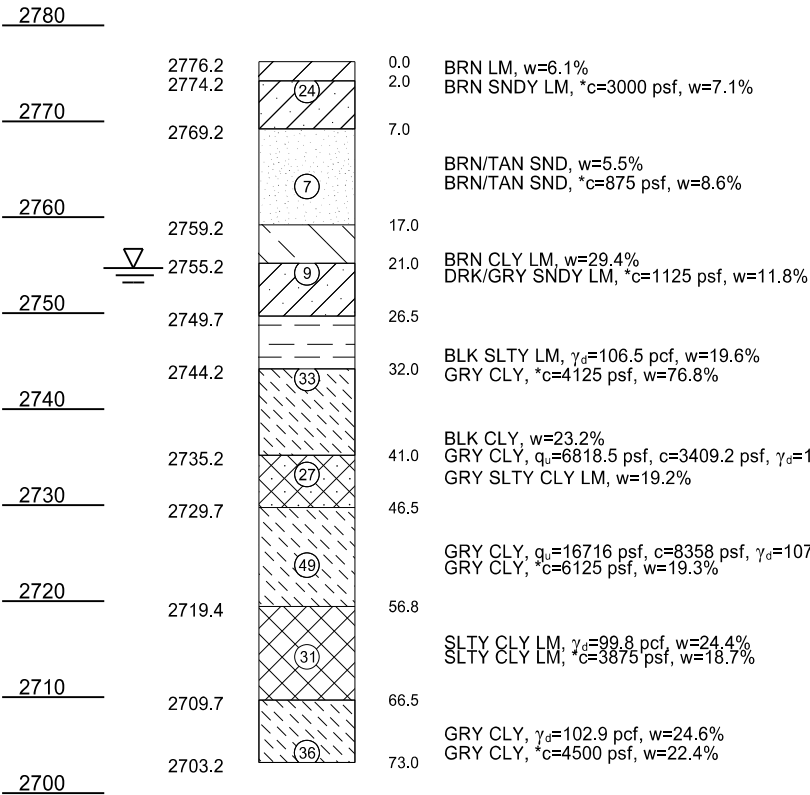 2780
2776.2 0.0 BRN LM, w=6.1%
2774.2 24 2.0 BRN SNDY LM, *c=3000 psf, w=7.1%
2770
2769.2 7.0
BRN/TAN SND, w=5.5%
7 BRN/TAN SND, *c=875 psf, w=8.6%
2760
2759.2 17.0
BRN CLY LM, w=29.4%
2755.2 9 21.0 DRK/GRY SNDY LM, *c=1125 psf, w=11.8%
2750
2749.7 26.5
BLK SLTY LM, γd=106.5 pcf, w=19.6%
2744.2 33 32.0 GRY CLY, *c=4125 psf, w=76.8%
2740
BLK CLY, w=23.2%
2735.2 41.0 GRY CLY, qu=6818.5 psf, c=3409.2 psf, γd=1
27 GRY SLTY CLY LM, w=19.2%
2730
2729.7 46.5
GRY CLY, qu=16716 psf, c=8358 psf, γd=107
49 GRY CLY, *c=6125 psf, w=19.3%
2720
2719.4 56.8
SLTY CLY LM, γd=99.8 pcf, w=24.4%
31 SLTY CLY LM, *c=3875 psf, w=18.7%
2710
2709.7 66.5
GRY CLY, γd=102.9 pcf, w=24.6%
36 GRY CLY, *c=4500 psf, w=22.4%
2703.2 73.0
2700